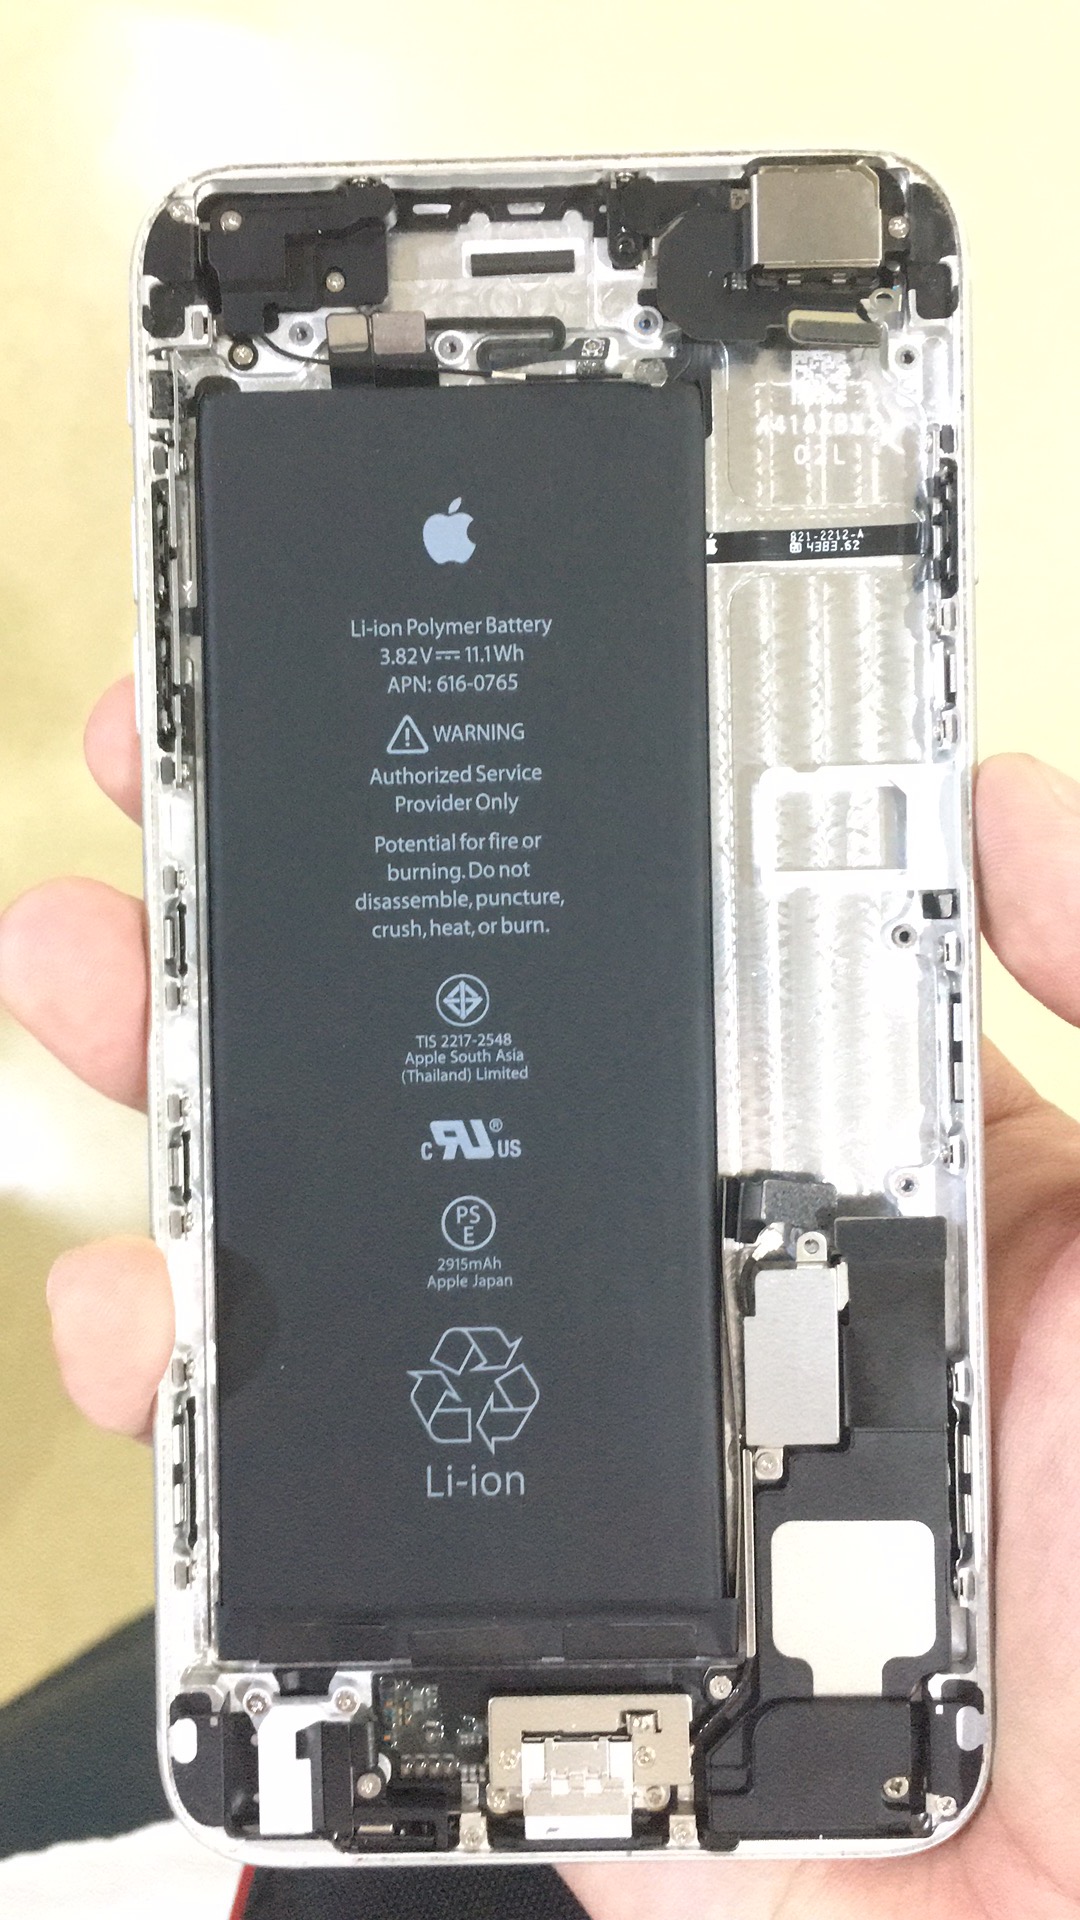 02L
821-2212-A
4383.62
Li-ion Polymer Battery
3.82V⎓11.1Wh
APN: 616-0765
WARNING
Authorized Service
Provider Only
Potential for fire or
burning. Do not
disassemble, puncture,
crush, heat, or burn.
TIS 2217-2548
Apple South Asia
(Thailand) Limited
c RU® US
PS
E
2915mAh
Apple Japan
Li-ion